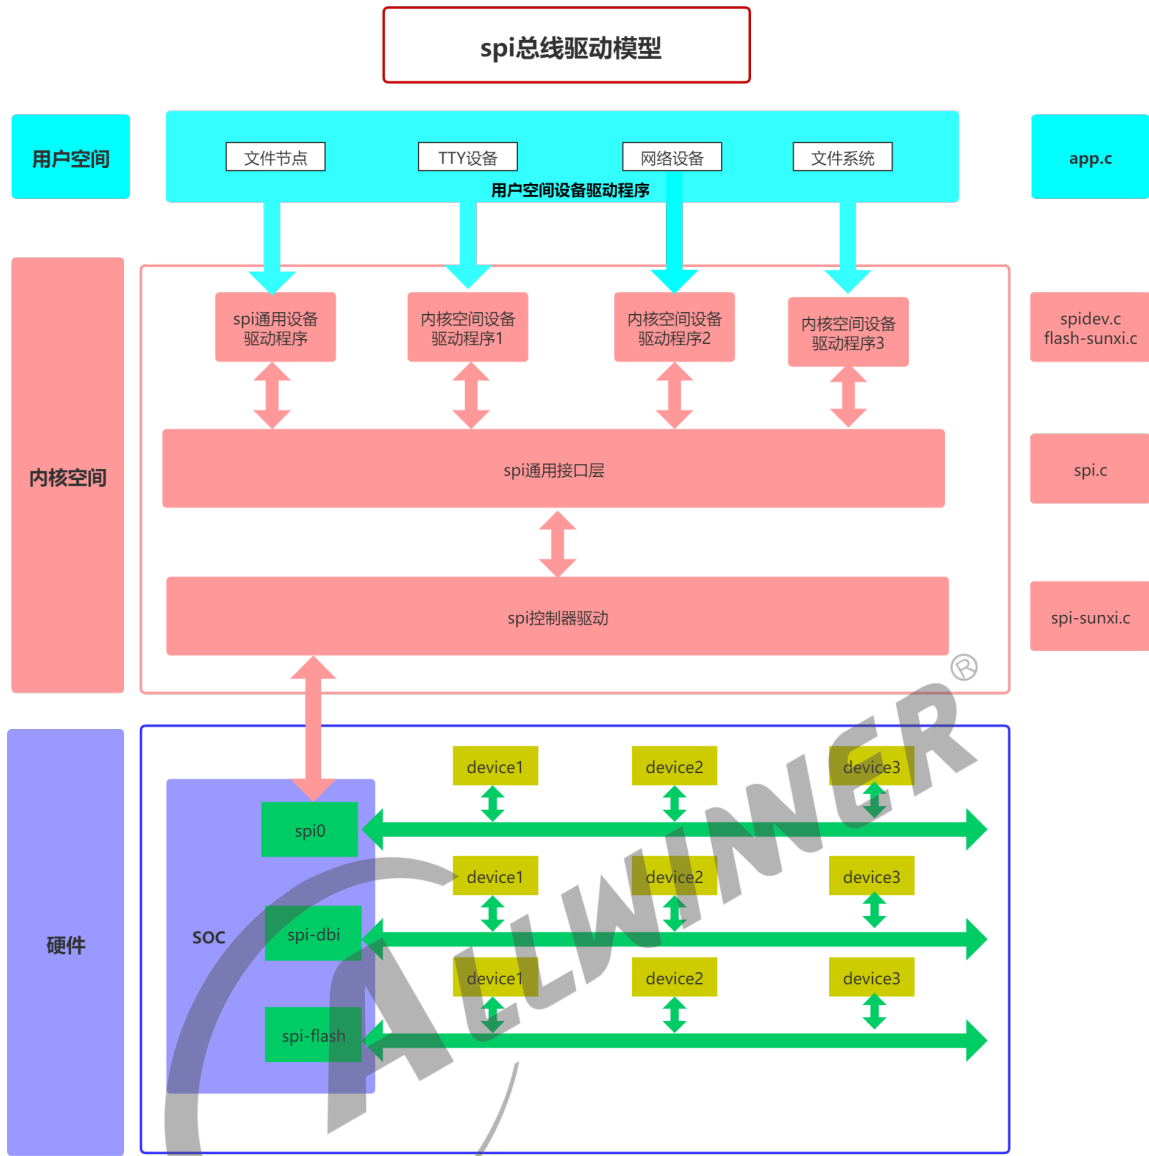 spi总线驱动模型
用户空间
文件节点
TTY设备
网络设备
文件系统
用户空间设备驱动程序
app.c
内核空间
spi通用设备
驱动程序
内核空间设备
驱动程序1
内核空间设备
驱动程序2
内核空间设备
驱动程序3
spidev.c
flash-sunxi.c
spi通用接口层
spi.c
spi控制器驱动
spi-sunxi.c
硬件
SOC
spi0
device1
device2
device3
spi-dbi
device1
device2
device3
spi-flash
device1
device2
device3
ALLWINNER®